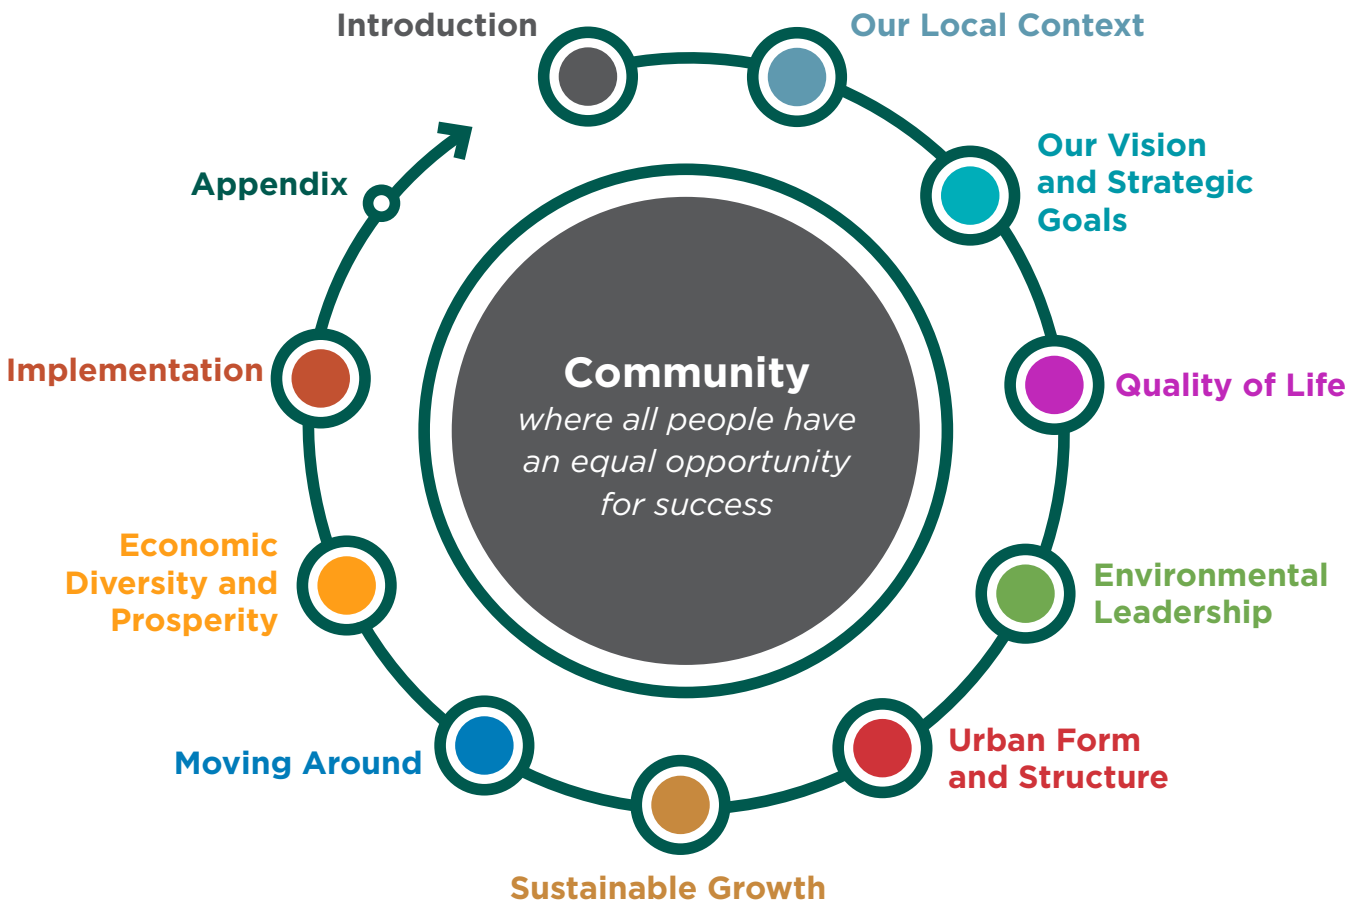 Introduction
Our Local Context
Our Vision
and Strategic
Goals
Quality of Life
Environmental
Leadership
Urban Form
and Structure
Sustainable Growth
Moving Around
Economic
Diversity and
Prosperity
Implementation
Appendix
Community
where all people have
an equal opportunity
for success